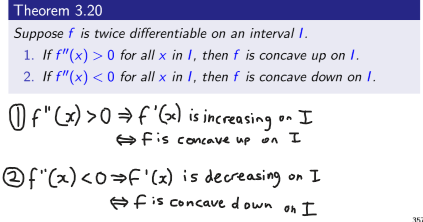 Theorem 3.20
Suppose f is twice differentiable on an interval I.
1. If f''(x) > 0 for all x in I, then f is concave up on I.
2. If f''(x) < 0 for all x in I, then f is concave down on I.
① f"(x) > 0 ⇒ f'(x) is increasing on I
⇔ f is concave up on I
② f"(x) < 0 ⇒ f'(x) is decreasing on I
⇔ f is concave down on I
357